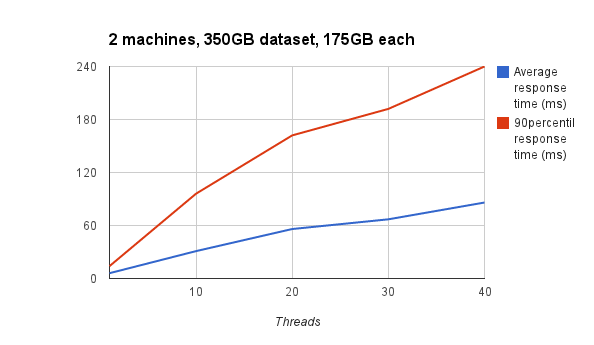 2 machines, 350GB dataset, 175GB each
240
180
120
60
0
10 20 30 40
Threads
Average
response
time (ms)
90percentil
response
time (ms)